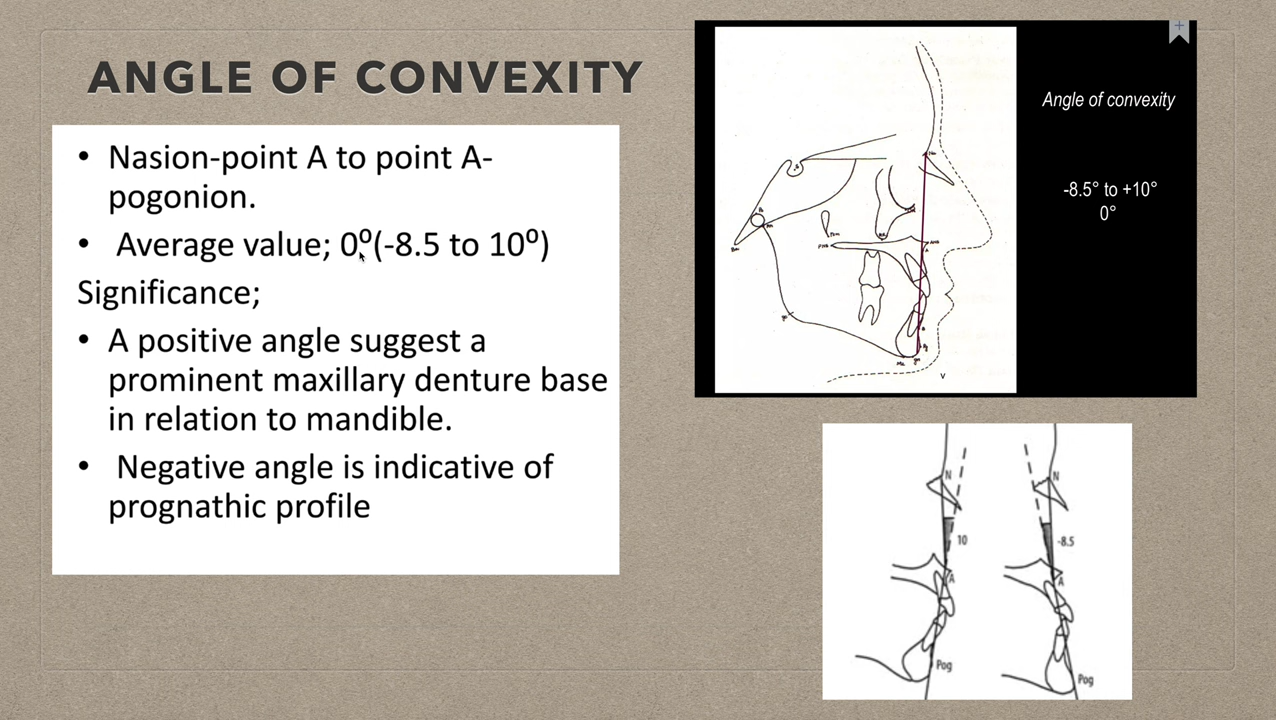 ANGLE OF CONVEXITY
• Nasion-point A to point A-
pogonion.
• Average value; 0⁰(-8.5 to 10⁰)
Significance;
• A positive angle suggest a
prominent maxillary denture base
in relation to mandible.
• Negative angle is indicative of
prognathic profile
Angle of convexity
-8.5° to +10°
0°
N
10
A
Pog
N
-8.5
A
Pog